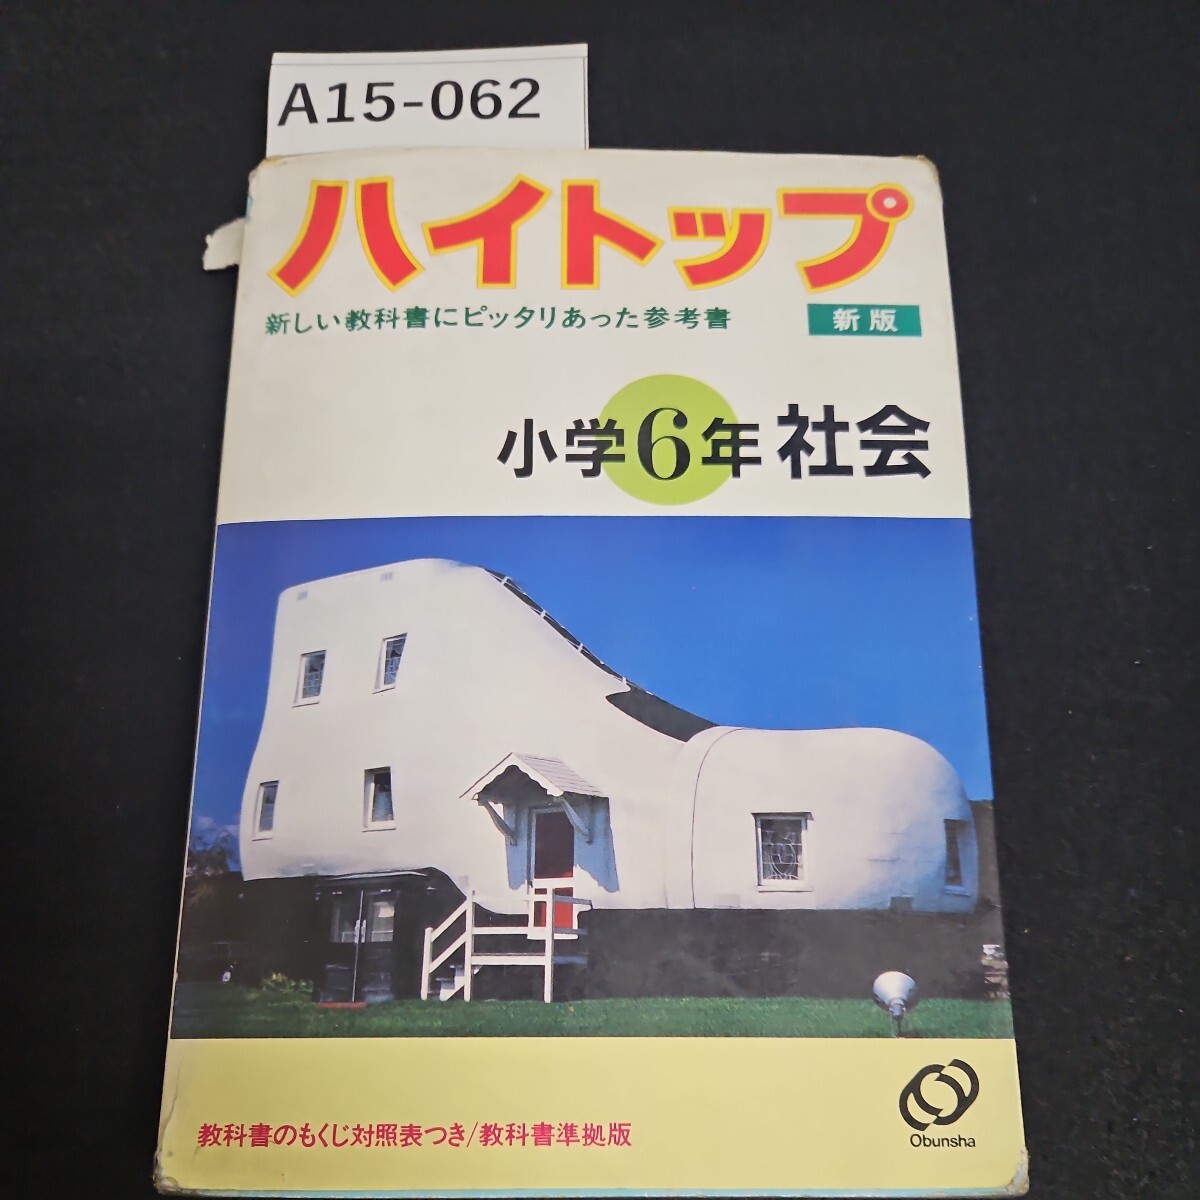 A15-062
ハイトップ
新しい教科書にピッタリあった参考書
新版
小学6年 社会
教科書のもくじ対照表つき/教科書準拠版
Obunsha